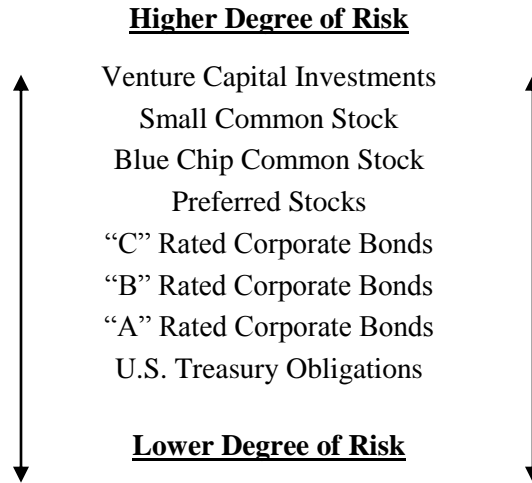 Higher Degree of Risk
Venture Capital Investments
Small Common Stock
Blue Chip Common Stock
Preferred Stocks
“C” Rated Corporate Bonds
“B” Rated Corporate Bonds
“A” Rated Corporate Bonds
U.S. Treasury Obligations
Lower Degree of Risk